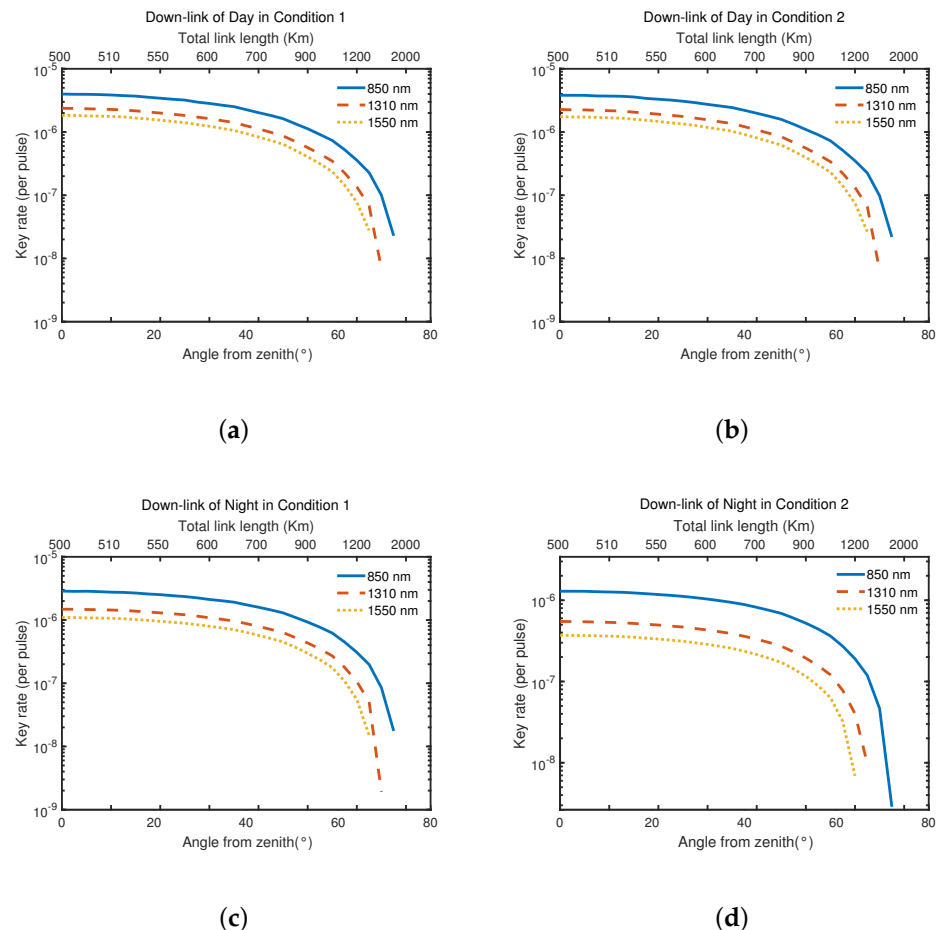 Down-link of Day in Condition 1
Total link length (Km)
500 510 550 600 700 900 1200 2000
10-5
10-6
10-7
10-8
10-9
Key rate (per pulse)
850 nm
1310 nm
1550 nm
0 20 40 60 80
Angle from zenith(°)
(a)
Down-link of Day in Condition 2
Total link length (Km)
500 510 550 600 700 900 1200 2000
10-5
10-6
10-7
10-8
10-9
Key rate (per pulse)
850 nm
1310 nm
1550 nm
0 20 40 60 80
Angle from zenith(°)
(b)
Down-link of Night in Condition 1
Total link length (Km)
500 510 550 600 700 900 1200 2000
10-5
10-6
10-7
10-8
10-9
Key rate (per pulse)
850 nm
1310 nm
1550 nm
0 20 40 60 80
Angle from zenith(°)
(c)
Down-link of Night in Condition 2
Total link length (Km)
500 510 550 600 700 900 1200 2000
10-6
10-7
10-8
Key rate (per pulse)
850 nm
1310 nm
1550 nm
0 20 40 60 80
Angle from zenith(°)
(d)